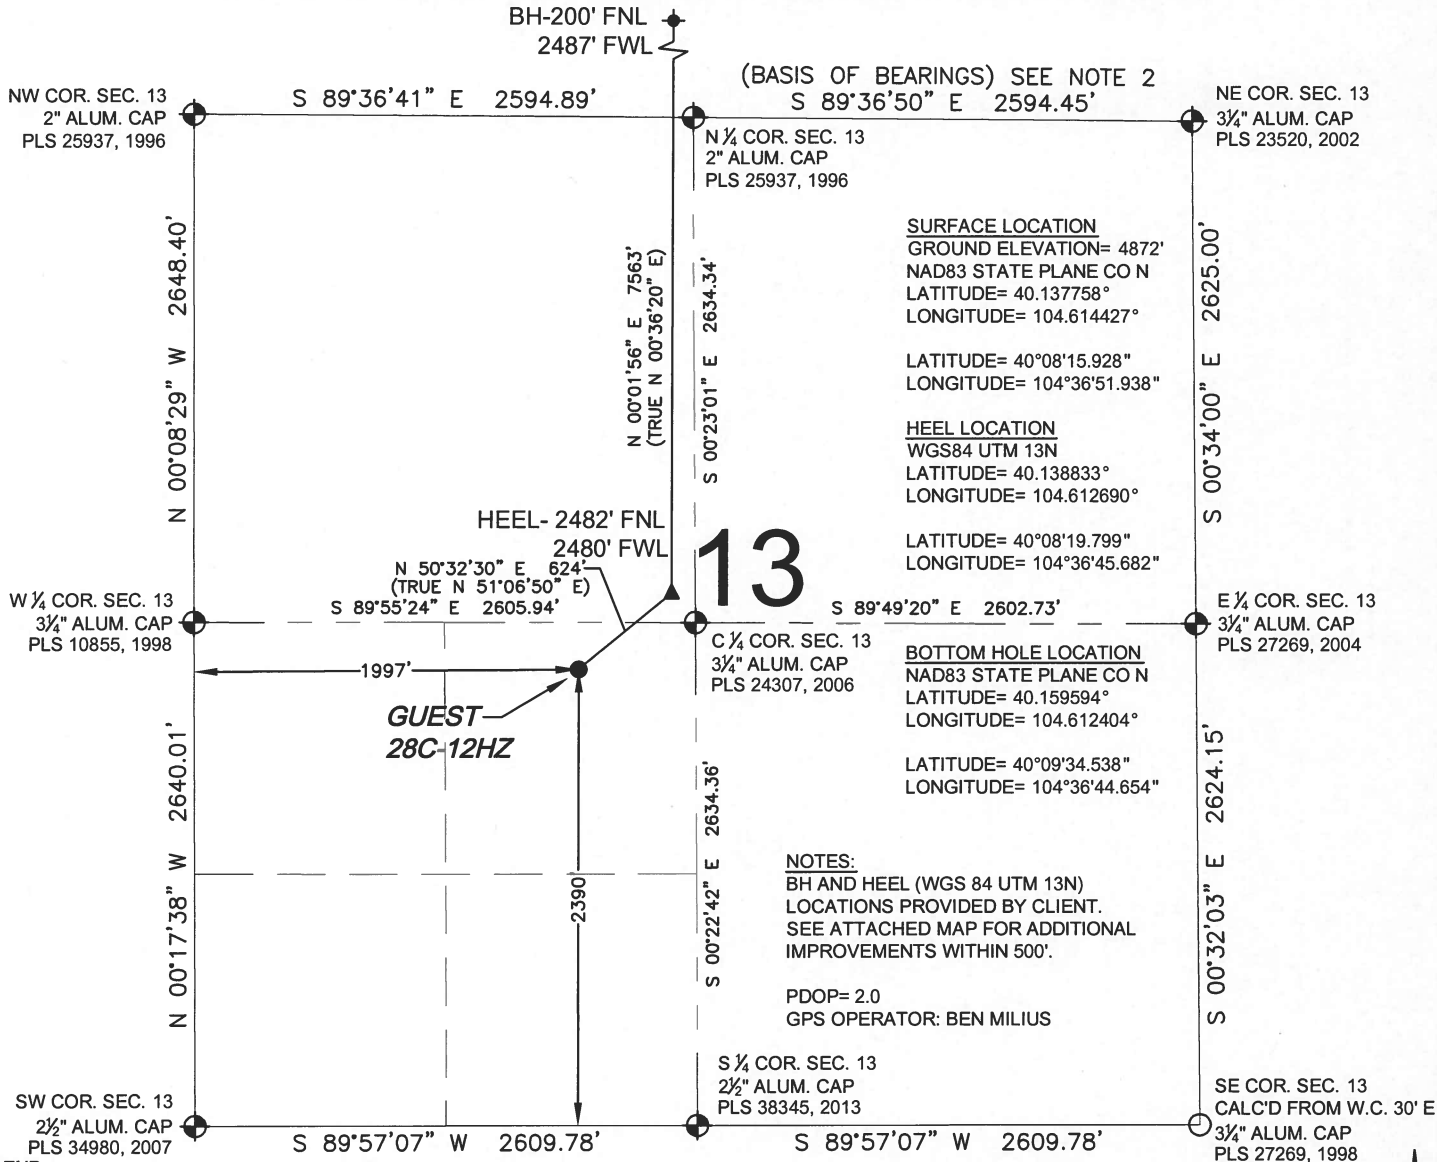 BH-200' FNL
2487' FWL
(BASIS OF BEARINGS) SEE NOTE 2
S 89°36'41" E 2594.89'
S 89°36'50" E 2594.45'
NW COR. SEC. 13
2" ALUM. CAP
PLS 25937, 1996
N ¼ COR. SEC. 13
2" ALUM. CAP
PLS 25937, 1996
NE COR. SEC. 13
3¼" ALUM. CAP
PLS 23520, 2002
N 00°08'29" W 2648.40'
N 00°01'56" E 7563'
(TRUE N 00°36'20" E)
S 00°23'01" E 2634.34'
SURFACE LOCATION
GROUND ELEVATION= 4872'
NAD83 STATE PLANE CO N
LATITUDE= 40.137758°
LONGITUDE= 104.614427°
LATITUDE= 40°08'15.928"
LONGITUDE= 104°36'51.938"
HEEL LOCATION
WGS84 UTM 13N
LATITUDE= 40.138833°
LONGITUDE= 104.612690°
LATITUDE= 40°08'19.799"
LONGITUDE= 104°36'45.682"
S 00°34'00" E 2625.00'
HEEL- 2482' FNL
2480' FWL
13
N 50°32'30" E 624'
(TRUE N 51°06'50" E)
S 89°55'24" E 2605.94'
S 89°49'20" E 2602.73'
W ¼ COR. SEC. 13
3¼" ALUM. CAP
PLS 10855, 1998
C ¼ COR. SEC. 13
3¼" ALUM. CAP
PLS 24307, 2006
E ¼ COR. SEC. 13
3¼" ALUM. CAP
PLS 27269, 2004
1997'
GUEST
28C-12HZ
BOTTOM HOLE LOCATION
NAD83 STATE PLANE CO N
LATITUDE= 40.159594°
LONGITUDE= 104.612404°
LATITUDE= 40°09'34.538"
LONGITUDE= 104°36'44.654"
N 00°17'38" W 2640.01'
2390'
S 00°22'42" E 2634.36'
S 00°32'03" E 2624.15'
NOTES:
BH AND HEEL (WGS 84 UTM 13N)
LOCATIONS PROVIDED BY CLIENT.
SEE ATTACHED MAP FOR ADDITIONAL
IMPROVEMENTS WITHIN 500'.
PDOP= 2.0
GPS OPERATOR: BEN MILIUS
SW COR. SEC. 13
2½" ALUM. CAP
PLS 34980, 2007
S ¼ COR. SEC. 13
2½" ALUM. CAP
PLS 38345, 2013
SE COR. SEC. 13
CALC'D FROM W.C. 30' E
3¼" ALUM. CAP
PLS 27269, 1998
S 89°57'07" W 2609.78'
S 89°57'07" W 2609.78'